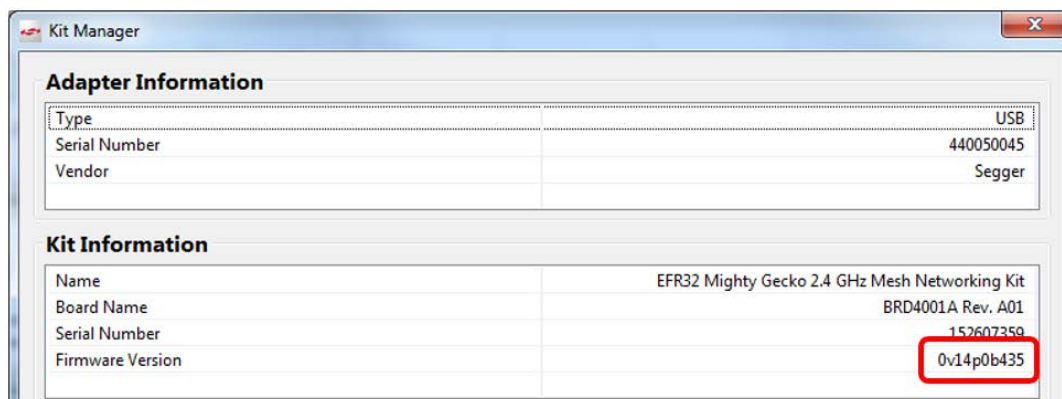 Kit Manager
Adapter Information
Type USB
Serial Number 440050045
Vendor Segger
Kit Information
Name EFR32 Mighty Gecko 2.4 GHz Mesh Networking Kit
Board Name BRD4001A Rev. A01
Serial Number 152607359
Firmware Version 0v14p0b435